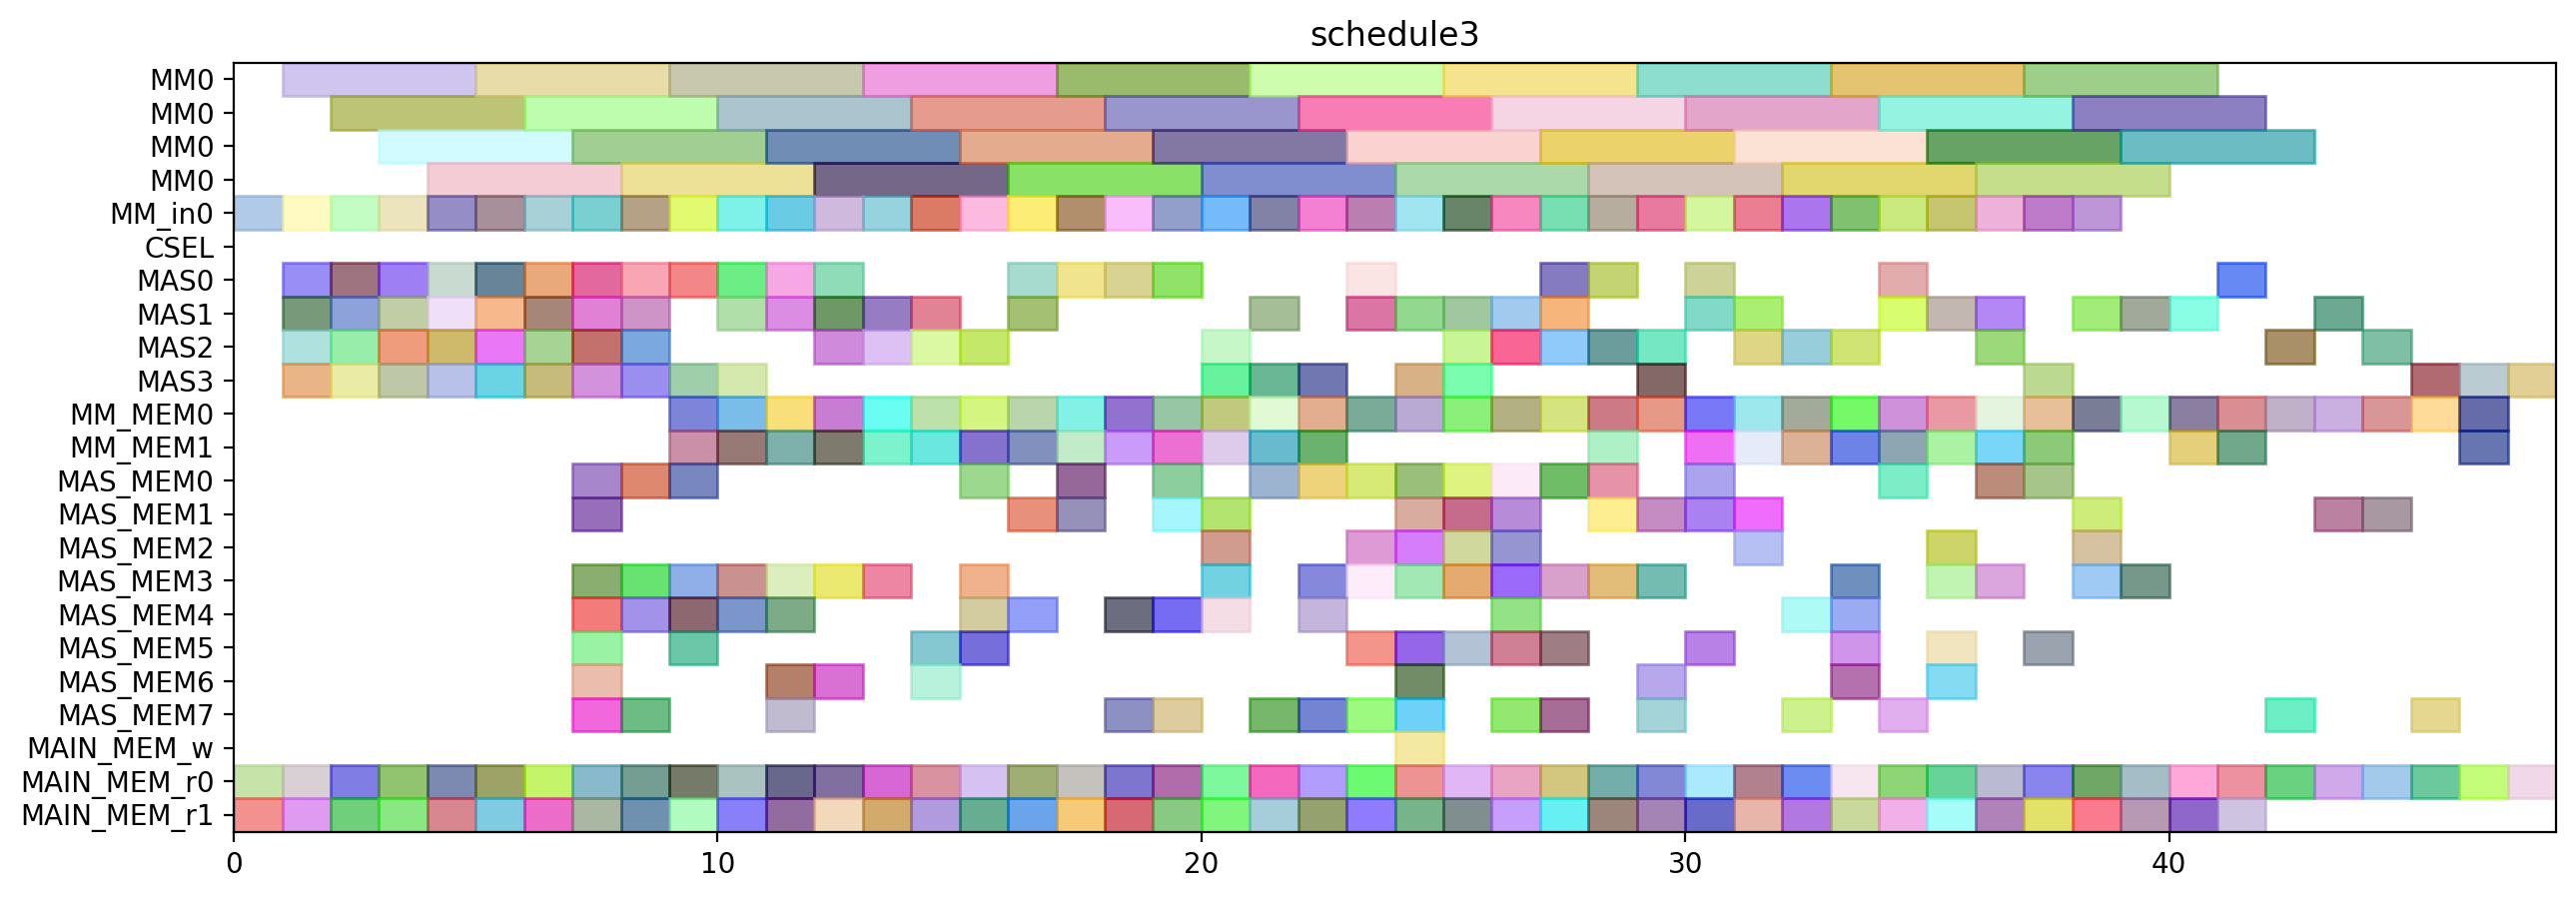 schedule3
MM0
MM0
MM0
MM0
MM_in0
CSEL
MAS0
MAS1
MAS2
MAS3
MM_MEM0
MM_MEM1
MAS_MEM0
MAS_MEM1
MAS_MEM2
MAS_MEM3
MAS_MEM4
MAS_MEM5
MAS_MEM6
MAS_MEM7
MAIN_MEM_w
MAIN_MEM_r0
MAIN_MEM_r1
0 10 20 30 40